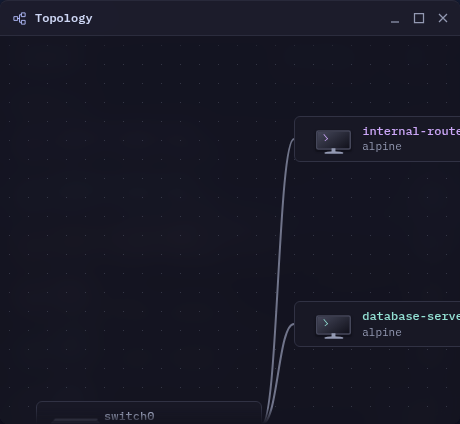 Topology
internal-route
alpine
database-serve
alpine
switch0